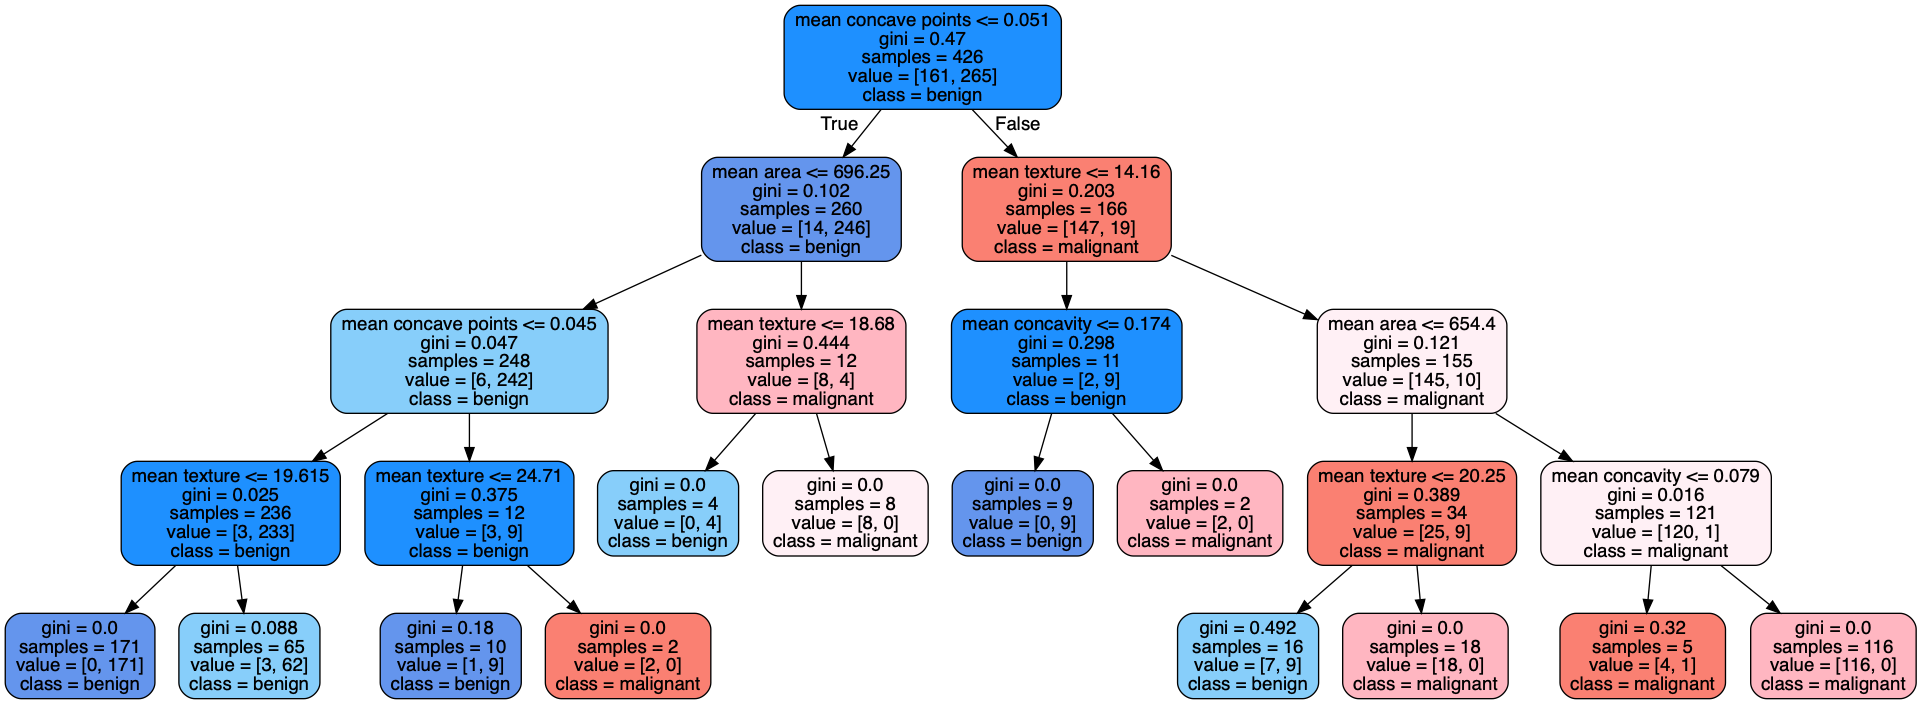 mean concave points <= 0.051
gini = 0.47
samples = 426
value = [161, 265]
class = benign
True
False
mean area <= 696.25
gini = 0.102
samples = 260
value = [14, 246]
class = benign
mean texture <= 14.16
gini = 0.203
samples = 166
value = [147, 19]
class = malignant
mean concave points <= 0.045
gini = 0.047
samples = 248
value = [6, 242]
class = benign
mean texture <= 18.68
gini = 0.444
samples = 12
value = [8, 4]
class = malignant
mean concavity <= 0.174
gini = 0.298
samples = 11
value = [2, 9]
class = benign
mean area <= 654.4
gini = 0.121
samples = 155
value = [145, 10]
class = malignant
mean texture <= 19.615
gini = 0.025
samples = 236
value = [3, 233]
class = benign
mean texture <= 24.71
gini = 0.375
samples = 12
value = [3, 9]
class = benign
gini = 0.0
samples = 4
value = [0, 4]
class = benign
gini = 0.0
samples = 8
value = [8, 0]
class = malignant
gini = 0.0
samples = 9
value = [0, 9]
class = benign
gini = 0.0
samples = 2
value = [2, 0]
class = malignant
mean texture <= 20.25
gini = 0.389
samples = 34
value = [25, 9]
class = malignant
mean concavity <= 0.079
gini = 0.016
samples = 121
value = [120, 1]
class = malignant
gini = 0.0
samples = 171
value = [0, 171]
class = benign
gini = 0.088
samples = 65
value = [3, 62]
class = benign
gini = 0.18
samples = 10
value = [1, 9]
class = benign
gini = 0.0
samples = 2
value = [2, 0]
class = malignant
gini = 0.492
samples = 16
value = [7, 9]
class = benign
gini = 0.0
samples = 18
value = [18, 0]
class = malignant
gini = 0.32
samples = 5
value = [4, 1]
class = malignant
gini = 0.0
samples = 116
value = [116, 0]
class = malignant